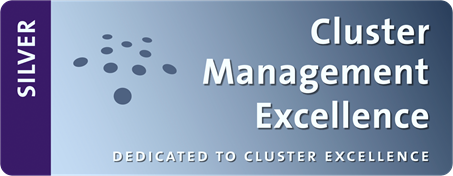 SILVER
Cluster
Management
Excellence
DEDICATED TO CLUSTER EXCELLENCE